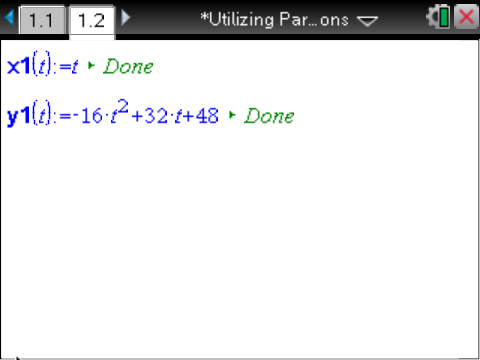 1.1 1.2 *Utilizing Par...ons
x1(t):=t ▸ Done
y1(t):=-16·t²+32·t+48 ▸ Done